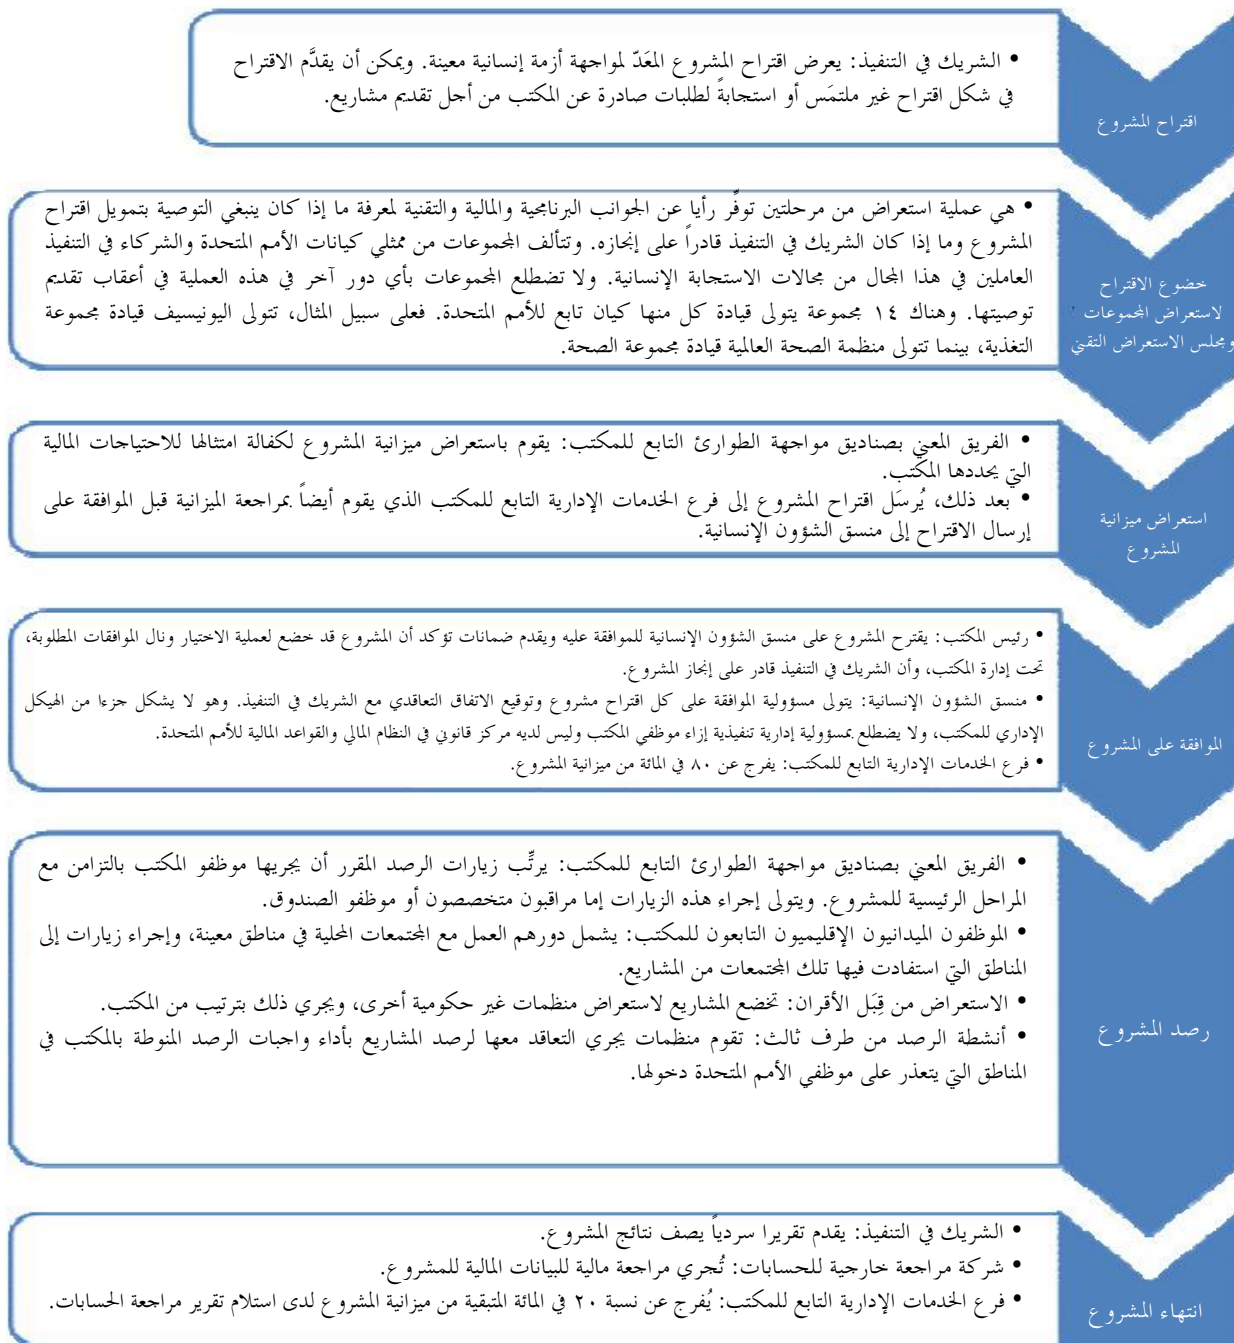 اقتراح المشروع
• الشريك في التنفيذ: يعرض اقتراح المشروع المعَدّ لمواجهة أزمة إنسانية معينة. ويمكن أن يقدَّم الاقتراح
في شكل اقتراح غير ملتمَس أو استجابةً لطلبات صادرة عن المكتب من أجل تقديم مشاريع.
خضوع الاقتراح
لاستعراض المجموعات
ومجلس الاستعراض التقني
• هي عملية استعراض من مرحلتين توفِّر رأيا عن الجوانب البرنامجية والمالية والتقنية لمعرفة ما إذا كان ينبغي التوصية بتمويل اقتراح
المشروع وما إذا كان الشريك في التنفيذ قادراً على إنجازه. وتتألف المجموعات من ممثلي كيانات الأمم المتحدة والشركاء في التنفيذ
العاملين في هذا المجال من مجالات الاستجابة الإنسانية. ولا تضطلع المجموعات بأي دور آخر في هذه العملية في أعقاب تقديم
توصيتها. وهناك ١٤ مجموعة يتولى قيادة كل منها كيان تابع للأمم المتحدة. فعلى سبيل المثال، تتولى اليونيسيف قيادة مجموعة
التغذية، بينما تتولى منظمة الصحة العالمية قيادة مجموعة الصحة.
استعراض ميزانية
المشروع
• الفريق المعني بصناديق مواجهة الطوارئ التابع للمكتب: يقوم باستعراض ميزانية المشروع لكفالة امتثالها للاحتياجات المالية
التي يحددها المكتب.
• بعد ذلك، يُرسَل اقتراح المشروع إلى فرع الخدمات الإدارية التابع للمكتب الذي يقوم أيضاً بمراجعة الميزانية قبل الموافقة على
إرسال الاقتراح إلى منسق الشؤون الإنسانية.
الموافقة على المشروع
• رئيس المكتب: يقترح المشروع على منسق الشؤون الإنسانية للموافقة عليه ويقدم ضمانات تؤكد أن المشروع قد خضع لعملية الاختيار ونال الموافقات المطلوبة،
تحت إدارة المكتب، وأن الشريك في التنفيذ قادر على إنجاز المشروع.
• منسق الشؤون الإنسانية: يتولى مسؤولية الموافقة على كل اقتراح مشروع وتوقيع الاتفاق التعاقدي مع الشريك في التنفيذ. وهو لا يشكل جزءا من الهيكل
الإداري للمكتب، ولا يضطلع بمسؤولية إدارية تنفيذية إزاء موظفي المكتب وليس لديه مركز قانوني في النظام المالي والقواعد المالية للأمم المتحدة.
• فرع الخدمات الإدارية التابع للمكتب: يفرج عن ٨٠ في المائة من ميزانية المشروع.
رصد المشروع
• الفريق المعني بصناديق مواجهة الطوارئ التابع للمكتب: يرتِّب زيارات الرصد المقرر أن يجريها موظفو المكتب بالتزامن مع
المراحل الرئيسية للمشروع. ويتولى إجراء هذه الزيارات إما مراقبون متخصصون أو موظفو الصندوق.
• الموظفون الميدانيون الإقليميون التابعون للمكتب: يشمل دورهم العمل مع المجتمعات المحلية في مناطق معينة، وإجراء زيارات إلى
المناطق التي استفادت فيها تلك المجتمعات من المشاريع.
• الاستعراض من قِبَل الأقران: تخضع المشاريع لاستعراض منظمات غير حكومية أخرى، ويجري ذلك بترتيب من المكتب.
• أنشطة الرصد من طرف ثالث: تقوم منظمات يجري التعاقد معها لرصد المشاريع بأداء واجبات الرصد المنوطة بالمكتب في
المناطق التي يتعذر على موظفي الأمم المتحدة دخولها.
انتهاء المشروع
• الشريك في التنفيذ: يقدم تقريرا سردياً يصف نتائج المشروع.
• شركة مراجعة خارجية للحسابات: تُجري مراجعة مالية للبيانات المالية للمشروع.
• فرع الخدمات الإدارية التابع للمكتب: يُفرج عن نسبة ٢٠ في المائة المتبقية من ميزانية المشروع لدى استلام تقرير مراجعة الحسابات.